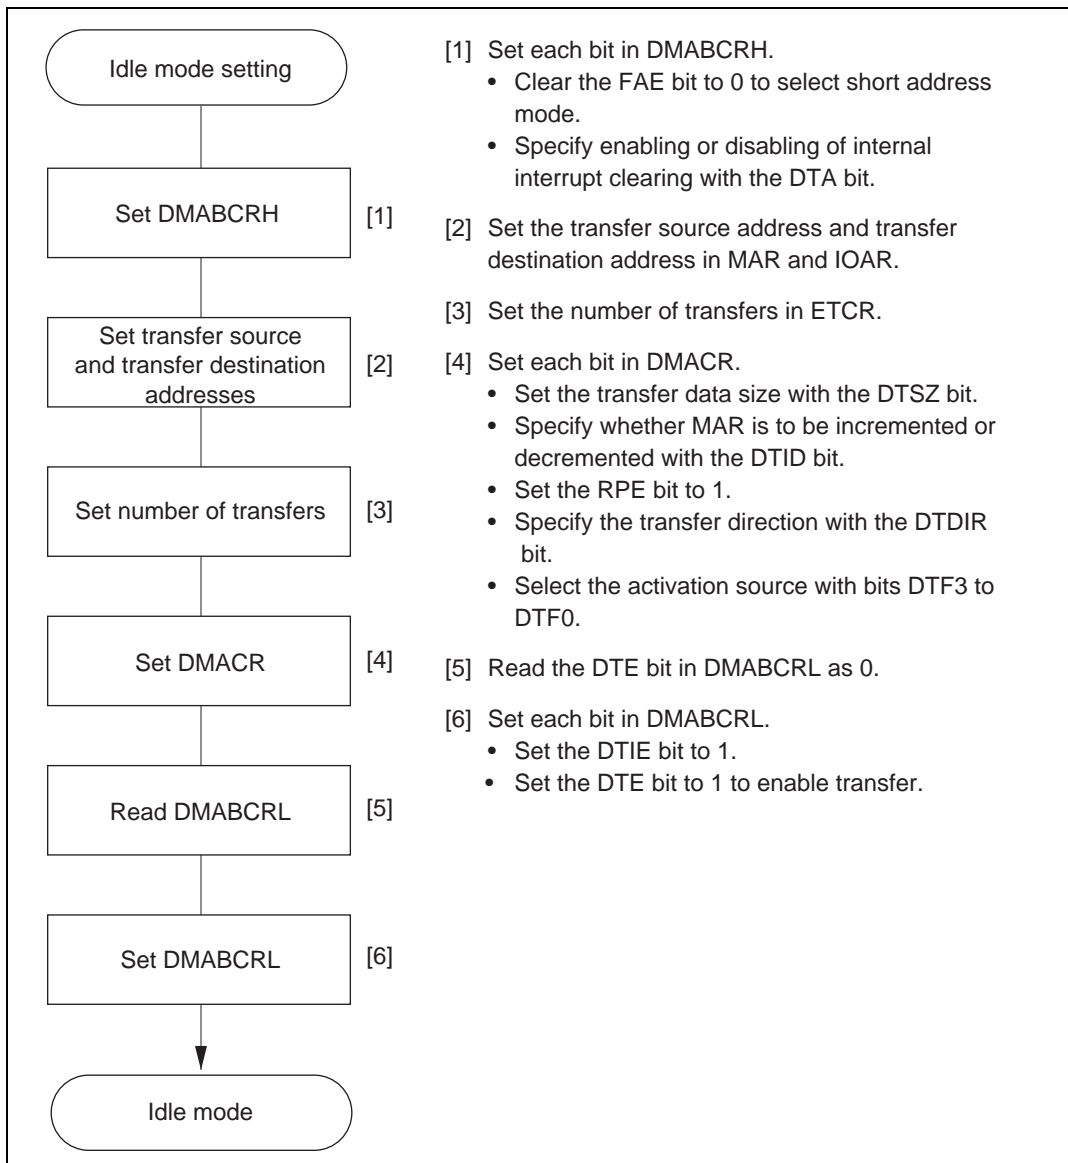 Idle mode setting
Set DMABCRH
[1]
Set transfer source
and transfer destination
addresses
[2]
Set number of transfers
[3]
Set DMACR
[4]
Read DMABCRL
[5]
Set DMABCRL
[6]
Idle mode
[1] Set each bit in DMABCRH.
• Clear the FAE bit to 0 to select short address
mode.
• Specify enabling or disabling of internal
interrupt clearing with the DTA bit.
[2] Set the transfer source address and transfer
destination address in MAR and IOAR.
[3] Set the number of transfers in ETCR.
[4] Set each bit in DMACR.
• Set the transfer data size with the DTSZ bit.
• Specify whether MAR is to be incremented or
decremented with the DTID bit.
• Set the RPE bit to 1.
• Specify the transfer direction with the DTDIR
bit.
• Select the activation source with bits DTF3 to
DTF0.
[5] Read the DTE bit in DMABCRL as 0.
[6] Set each bit in DMABCRL.
• Set the DTIE bit to 1.
• Set the DTE bit to 1 to enable transfer.